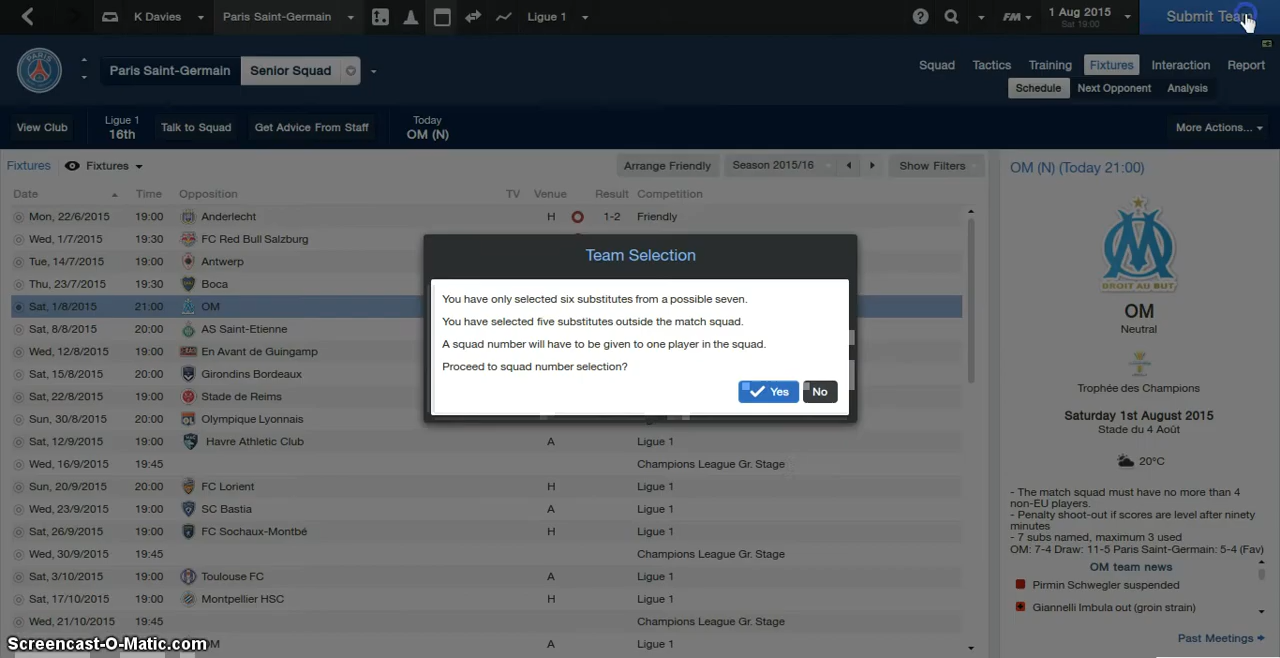 K Davies
Paris Saint-Germain
Ligue 1
FM
1 Aug 2015
Sat 19:00
Submit Team
Paris Saint-Germain
Senior Squad
Squad
Tactics
Training
Fixtures
Interaction
Report
Schedule
Next Opponent
Analysis
View Club
Ligue 1
16th
Talk to Squad
Get Advice From Staff
Today
OM (N)
More Actions...
Fixtures
Fixtures
Arrange Friendly
Season 2015/16
Show Filters
Date Time Opposition TV Venue Result Competition
Mon, 22/6/2015 19:00 Anderlecht H 1-2 Friendly
Wed, 1/7/2015 19:30 FC Red Bull Salzburg
Tue, 14/7/2015 19:00 Antwerp
Thu, 23/7/2015 19:30 Boca
Sat, 1/8/2015 21:00 OM
Sat, 8/8/2015 20:00 AS Saint-Etienne
Wed, 12/8/2015 19:00 En Avant de Guingamp
Sat, 15/8/2015 20:00 Girondins Bordeaux
Sat, 22/8/2015 19:00 Stade de Reims
Sun, 30/8/2015 20:00 Olympique Lyonnais
Sat, 12/9/2015 19:00 Havre Athletic Club A Ligue 1
Wed, 16/9/2015 19:45 Champions League Gr. Stage
Sun, 20/9/2015 20:00 FC Lorient H Ligue 1
Wed, 23/9/2015 19:00 SC Bastia A Ligue 1
Sat, 26/9/2015 19:00 FC Sochaux-Montbé H Ligue 1
Wed, 30/9/2015 19:45 Champions League Gr. Stage
Sat, 3/10/2015 19:00 Toulouse FC A Ligue 1
Sat, 17/10/2015 19:00 Montpellier HSC H Ligue 1
Wed, 21/10/2015 19:45 Champions League Gr. Stage
OM A Ligue 1
Team Selection
You have only selected six substitutes from a possible seven.
You have selected five substitutes outside the match squad.
A squad number will have to be given to one player in the squad.
Proceed to squad number selection?
Yes
No
OM (N) (Today 21:00)
DROIT AU BUT
OM
Neutral
Trophée des Champions
Saturday 1st August 2015
Stade du 4 Août
20°C
- The match squad must have no more than 4
non-EU players.
- Penalty shoot-out if scores are level after ninety
minutes
- 7 subs named, maximum 3 used
OM: 7-4 Draw: 11-5 Paris Saint-Germain: 5-4 (Fav)
OM team news
Pirmin Schwegler suspended
Giannelli Imbula out (groin strain)
Past Meetings
Screencast-O-Matic.com